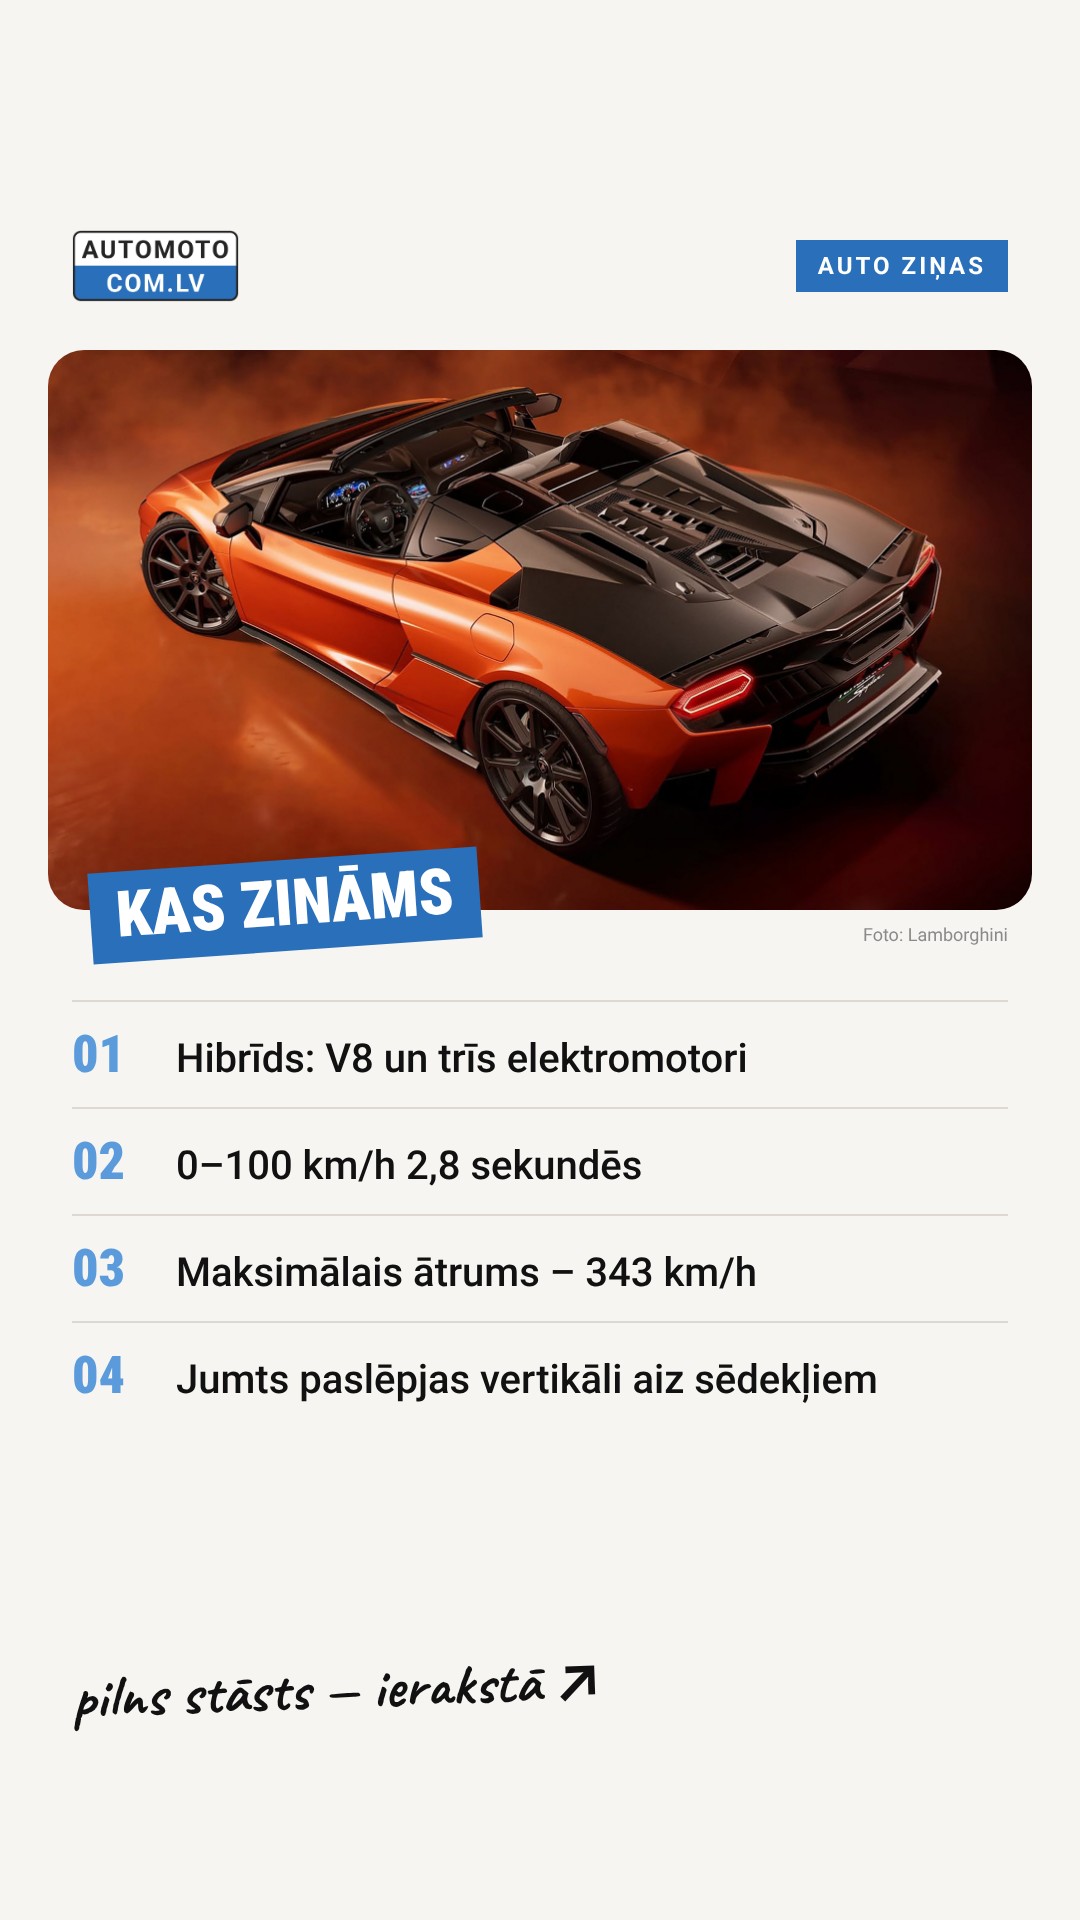 AUTOMOTO
COM.LV
AUTO ZIŅAS
KAS ZINĀMS
Foto: Lamborghini
01 Hibrīds: V8 un trīs elektromotori
02 0–100 km/h 2,8 sekundēs
03 Maksimālais ātrums – 343 km/h
04 Jumts paslēpjas vertikāli aiz sēdekļiem
pilns stāsts – ierakstā ↗